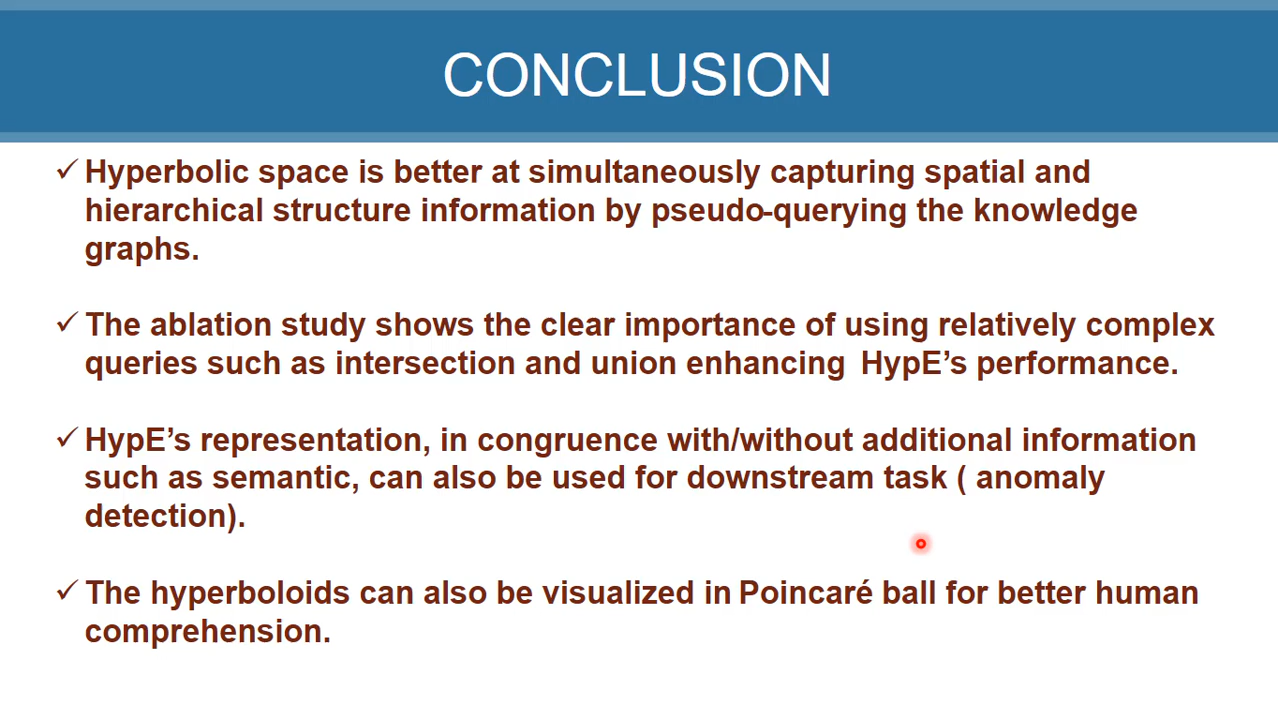 CONCLUSION
✓ Hyperbolic space is better at simultaneously capturing spatial and
hierarchical structure information by pseudo-querying the knowledge
graphs.
✓ The ablation study shows the clear importance of using relatively complex
queries such as intersection and union enhancing HypE’s performance.
✓ HypE’s representation, in congruence with/without additional information
such as semantic, can also be used for downstream task ( anomaly
detection).
✓ The hyperboloids can also be visualized in Poincaré ball for better human
comprehension.